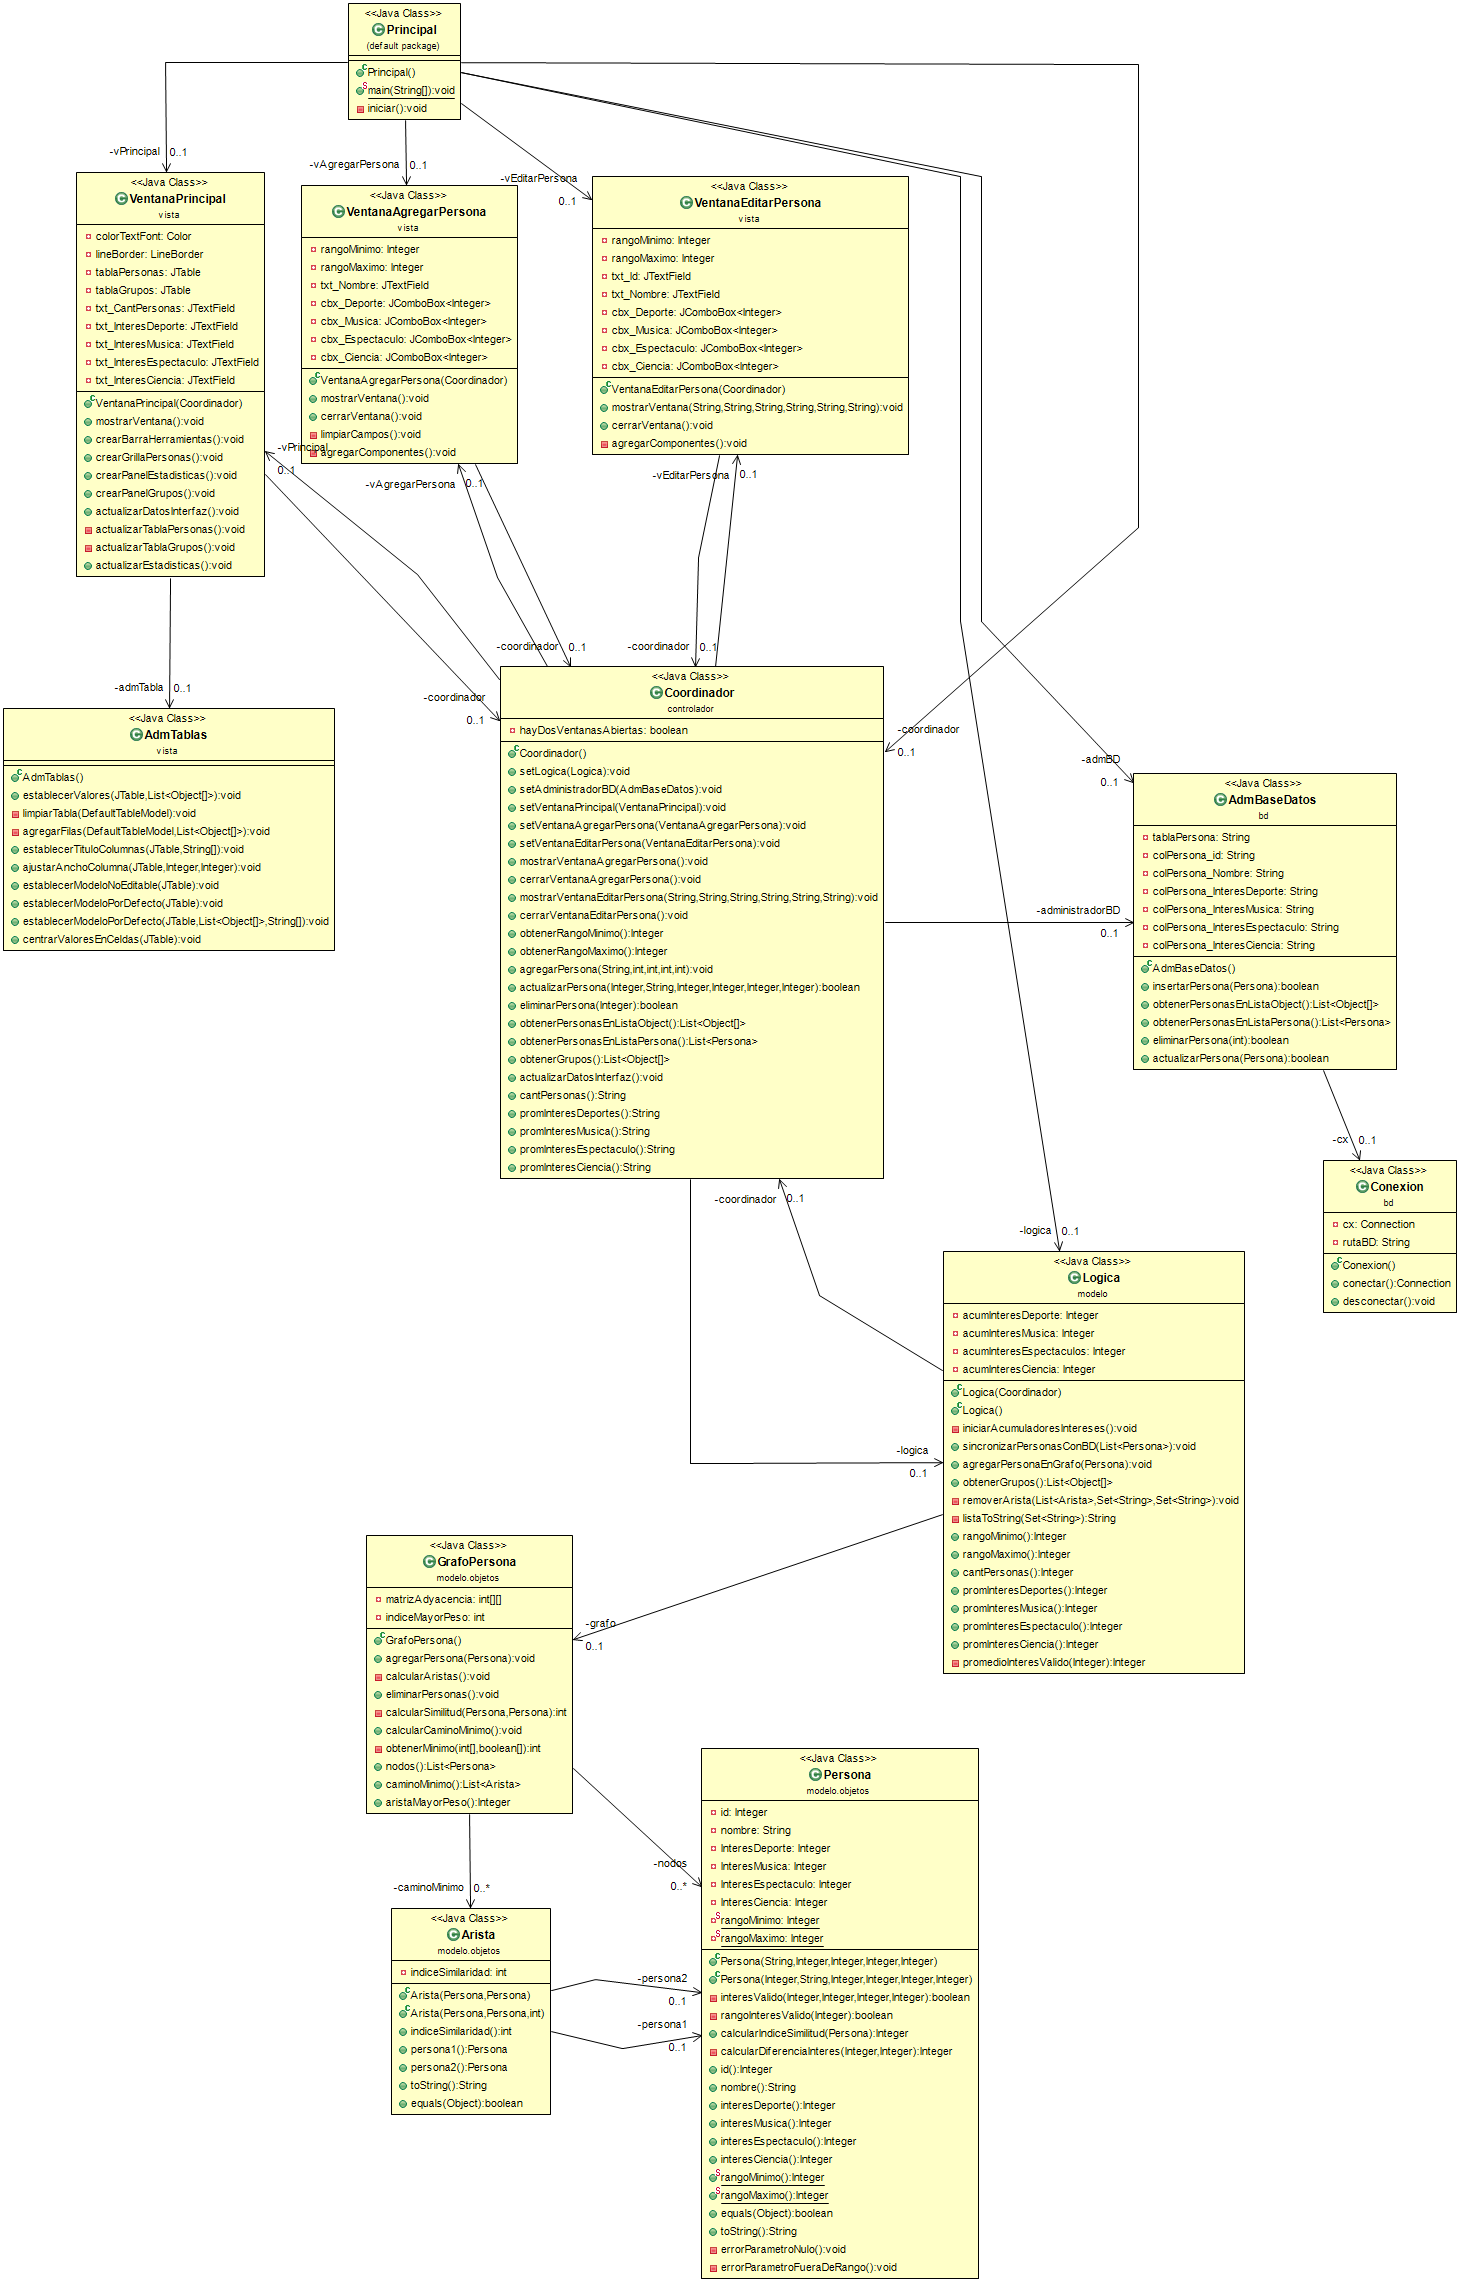 <<Java Class>>
Principal
(default package)
Principal()
main(String[]):void
iniciar():void
-vPrincipal
0..1
-vAgregarPersona
0..1
-vEditarPersona
0..1
<<Java Class>>
VentanaPrincipal
vista
colorTextFont: Color
lineBorder: LineBorder
tablaPersonas: JTable
tablaGrupos: JTable
txt_CantPersonas: JTextField
txt_InteresDeporte: JTextField
txt_InteresMusica: JTextField
txt_InteresEspectaculo: JTextField
txt_InteresCiencia: JTextField
VentanaPrincipal(Coordinador)
mostrarVentana():void
crearBarraHerramientas():void
crearGrillaPersonas():void
crearPanelEstadisticas():void
crearPanelGrupos():void
actualizarDatosInterfaz():void
actualizarTablaPersonas():void
actualizarTablaGrupos():void
actualizarEstadisticas():void
<<Java Class>>
VentanaAgregarPersona
vista
rangoMinimo: Integer
rangoMaximo: Integer
txt_Nombre: JTextField
cbx_Deporte: JComboBox<Integer>
cbx_Musica: JComboBox<Integer>
cbx_Espectaculo: JComboBox<Integer>
cbx_Ciencia: JComboBox<Integer>
VentanaAgregarPersona(Coordinador)
mostrarVentana():void
cerrarVentana():void
limpiarCampos():void
agregarComponentes():void
<<Java Class>>
VentanaEditarPersona
vista
rangoMinimo: Integer
rangoMaximo: Integer
txt_Id: JTextField
txt_Nombre: JTextField
cbx_Deporte: JComboBox<Integer>
cbx_Musica: JComboBox<Integer>
cbx_Espectaculo: JComboBox<Integer>
cbx_Ciencia: JComboBox<Integer>
VentanaEditarPersona(Coordinador)
mostrarVentana(String,String,String,String,String,String):void
cerrarVentana():void
agregarComponentes():void
-vPrincipal
0..1
-vAgregarPersona
0..1
-vEditarPersona
0..1
-coordinador
0..1
-coordinador
0..1
-coordinador
0..1
-coordinador
0..1
-admTabla
0..1
-admBD
0..1
<<Java Class>>
AdmTablas
vista
AdmTablas()
establecerValores(JTable,List<Object[]>):void
limpiarTabla(DefaultTableModel):void
agregarFilas(DefaultTableModel,List<Object[]>):void
establecerTituloColumnas(JTable,String[]):void
ajustarAnchoColumna(JTable,Integer,Integer):void
establecerModeloNoEditable(JTable):void
establecerModeloPorDefecto(JTable):void
establecerModeloPorDefecto(JTable,List<Object[]>,String[]):void
centrarValoresEnCeldas(JTable):void
<<Java Class>>
Coordinador
controlador
hayDosVentanasAbiertas: boolean
Coordinador()
setLogica(Logica):void
setAdministradorBD(AdmBaseDatos):void
setVentanaPrincipal(VentanaPrincipal):void
setVentanaAgregarPersona(VentanaAgregarPersona):void
setVentanaEditarPersona(VentanaEditarPersona):void
mostrarVentanaAgregarPersona():void
cerrarVentanaAgregarPersona():void
mostrarVentanaEditarPersona(String,String,String,String,String,String):void
cerrarVentanaEditarPersona():void
obtenerRangoMinimo():Integer
obtenerRangoMaximo():Integer
agregarPersona(String,int,int,int,int):void
actualizarPersona(Integer,String,Integer,Integer,Integer,Integer):boolean
eliminarPersona(Integer):boolean
obtenerPersonasEnListaObject():List<Object[]>
obtenerPersonasEnListaPersona():List<Persona>
obtenerGrupos():List<Object[]>
actualizarDatosInterfaz():void
cantPersonas():String
promInteresDeportes():String
promInteresMusica():String
promInteresEspectaculo():String
promInteresCiencia():String
-administradorBD
0..1
<<Java Class>>
AdmBaseDatos
bd
tablaPersona: String
colPersona_id: String
colPersona_Nombre: String
colPersona_InteresDeporte: String
colPersona_InteresMusica: String
colPersona_InteresEspectaculo: String
colPersona_InteresCiencia: String
AdmBaseDatos()
insertarPersona(Persona):boolean
obtenerPersonasEnListaObject():List<Object[]>
obtenerPersonasEnListaPersona():List<Persona>
eliminarPersona(int):boolean
actualizarPersona(Persona):boolean
-cx
0..1
<<Java Class>>
Conexion
bd
cx: Connection
rutaBD: String
Conexion()
conectar():Connection
desconectar():void
-coordinador
0..1
-logica
0..1
-logica
0..1
<<Java Class>>
Logica
modelo
acumInteresDeporte: Integer
acumInteresMusica: Integer
acumInteresEspectaculos: Integer
acumInteresCiencia: Integer
Logica(Coordinador)
Logica()
iniciarAcumuladoresIntereses():void
sincronizarPersonasConBD(List<Persona>):void
agregarPersonaEnGrafo(Persona):void
obtenerGrupos():List<Object[]>
removerArista(List<Arista>,Set<String>,Set<String>):void
listaToString(Set<String>):String
rangoMinimo():Integer
rangoMaximo():Integer
cantPersonas():Integer
promInteresDeportes():Integer
promInteresMusica():Integer
promInteresEspectaculo():Integer
promInteresCiencia():Integer
promedioInteresValido(Integer):Integer
-grafo
0..1
<<Java Class>>
GrafoPersona
modelo.objetos
matrizAdyacencia: int[][]
indiceMayorPeso: int
GrafoPersona()
agregarPersona(Persona):void
calcularAristas():void
eliminarPersonas():void
calcularSimilitud(Persona,Persona):int
calcularCaminoMinimo():void
obtenerMinimo(int[],boolean[]):int
nodos():List<Persona>
caminoMinimo():List<Arista>
aristaMayorPeso():Integer
-nodos
0..*
-caminoMinimo
0..*
<<Java Class>>
Arista
modelo.objetos
indiceSimilaridad: int
Arista(Persona,Persona)
Arista(Persona,Persona,int)
indiceSimilaridad():int
persona1():Persona
persona2():Persona
toString():String
equals(Object):boolean
-persona2
0..1
-persona1
0..1
<<Java Class>>
Persona
modelo.objetos
id: Integer
nombre: String
InteresDeporte: Integer
InteresMusica: Integer
InteresEspectaculo: Integer
InteresCiencia: Integer
rangoMinimo: Integer
rangoMaximo: Integer
Persona(String,Integer,Integer,Integer,Integer)
Persona(Integer,String,Integer,Integer,Integer,Integer)
interesValido(Integer,Integer,Integer,Integer):boolean
rangoInteresValido(Integer):boolean
calcularIndiceSimilitud(Persona):Integer
calcularDiferenciaInteres(Integer,Integer):Integer
id():Integer
nombre():String
interesDeporte():Integer
interesMusica():Integer
interesEspectaculo():Integer
interesCiencia():Integer
rangoMinimo():Integer
rangoMaximo():Integer
equals(Object):boolean
toString():String
errorParametroNulo():void
errorParametroFueraDeRango():void